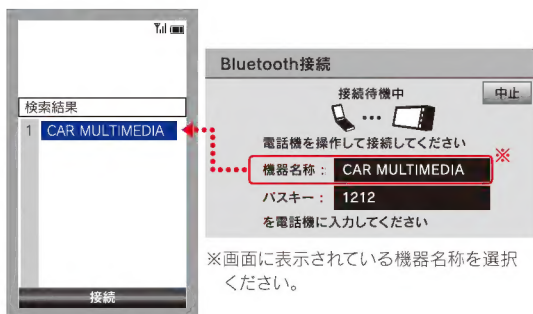 検索結果
1 CAR MULTIMEDIA
接続
Bluetooth接続
接続待機中
中止
電話機を操作して接続してください
機器名称： CAR MULTIMEDIA
※
パスキー： 1212
を電話機に入力してください
※画面に表示されている機器名称を選択
ください。